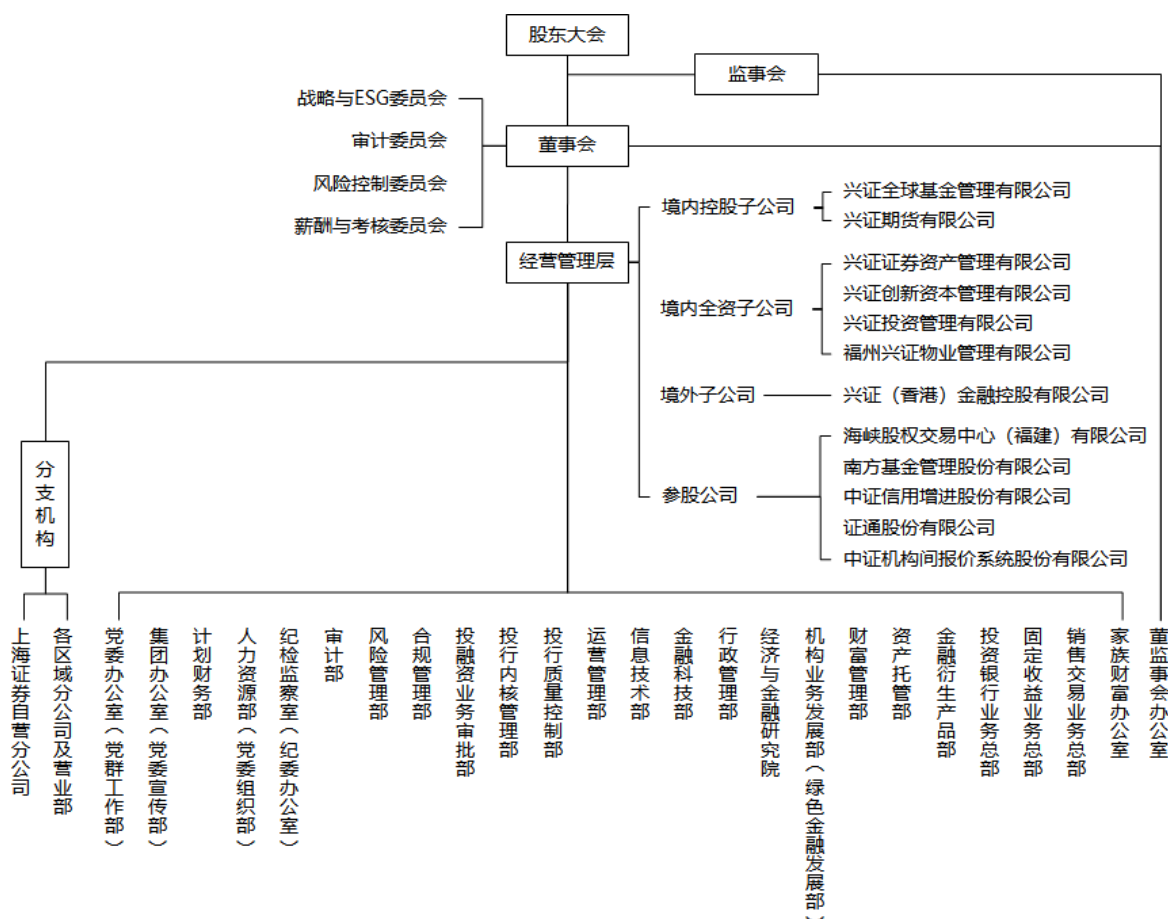 股东大会
监事会
战略与ESG委员会
审计委员会
董事会
风险控制委员会
薪酬与考核委员会
经营管理层
境内控股子公司
兴证全球基金管理有限公司
兴证期货有限公司
境内全资子公司
兴证证券资产管理有限公司
兴证创新资本管理有限公司
兴证投资管理有限公司
福州兴证物业管理有限公司
境外子公司
兴证（香港）金融控股有限公司
参股公司
海峡股权交易中心（福建）有限公司
南方基金管理股份有限公司
中证信用增进股份有限公司
证通股份有限公司
中证机构间报价系统股份有限公司
分支机构
上海证券自营分公司
各区域分公司及营业部
党委办公室（党群工作部）
集团办公室（党委宣传部）
计划财务部
人力资源部（党委组织部）
纪检监察室（纪委办公室）
审计部
风险管理部
合规管理部
投融资业务审批部
投行内核管理部
投行质量控制部
运营管理部
信息技术部
金融科技部
行政管理部
经济与金融研究院
机构业务发展部（绿色金融发展部）
财富管理部
资产托管部
金融衍生产品部
投资银行业务总部
固定收益业务总部
销售交易业务总部
家族财富办公室
董监事会办公室